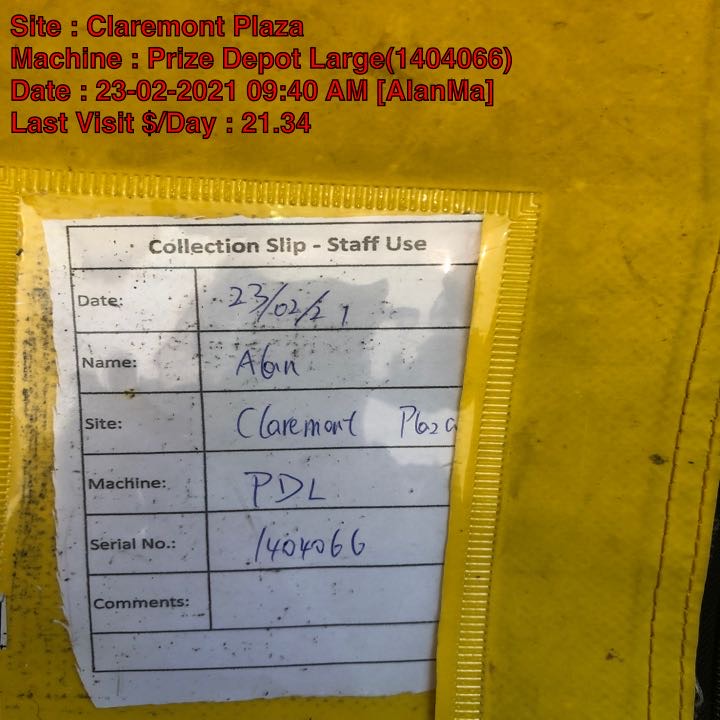 Site : Claremont Plaza
Machine : Prize Depot Large(1404066)
Date : 23-02-2021 09:40 AM [AlanMa]
Last Visit $/Day : 21.34
Collection Slip - Staff Use
Date: 23/02/21
Name: Alan
Site: Claremont Plaza
Machine: PDL
Serial No.: 1404066
Comments: